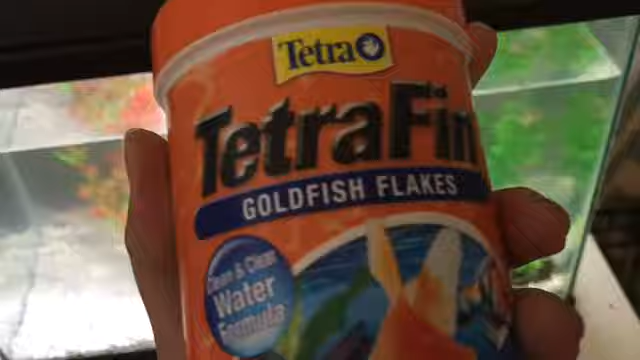 Tetra
TetraFin
GOLDFISH FLAKES
Clean & Clear
Water
Formula